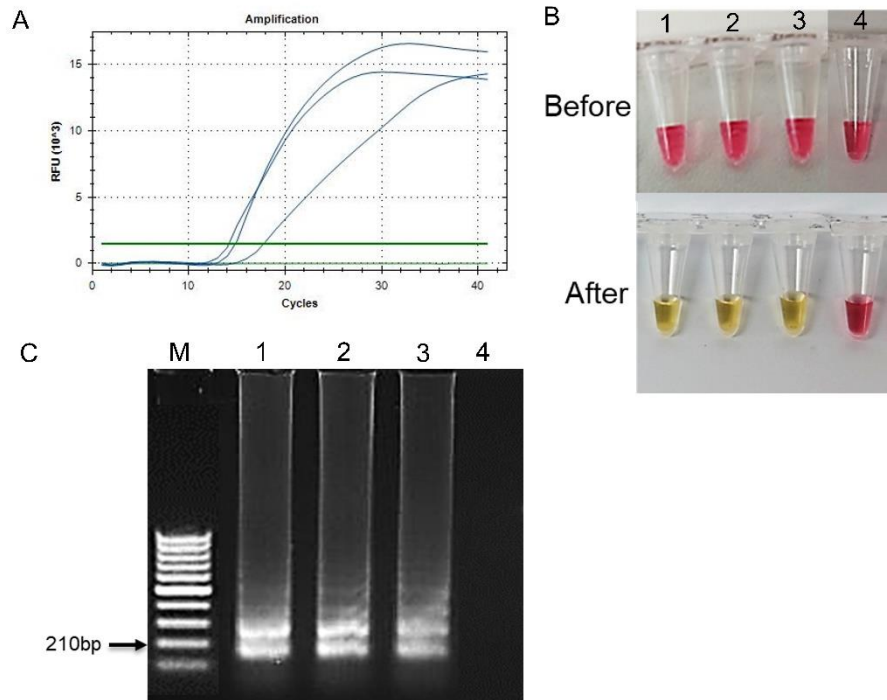 A
Amplification
RFU (10^3)
15
10
5
0
0 10 20 30 40
Cycles
B
1 2 3 4
Before
After
C
M 1 2 3 4
210bp